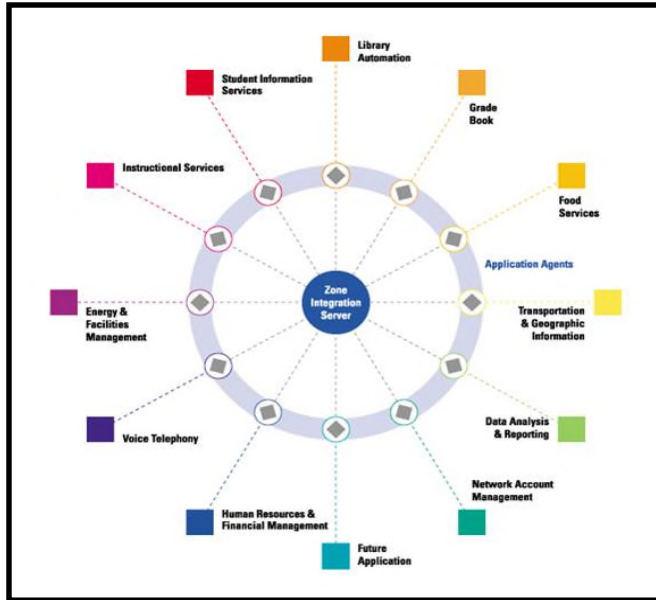 Library
Automation
Student Information
Services
Grade
Book
Instructional Services
Food
Services
Application Agents
Zone
Integration
Server
Energy &
Facilities
Management
Transportation
& Geographic
Information
Voice Telephony
Data Analysis
& Reporting
Network Account
Management
Human Resources &
Financial Management
Future
Application